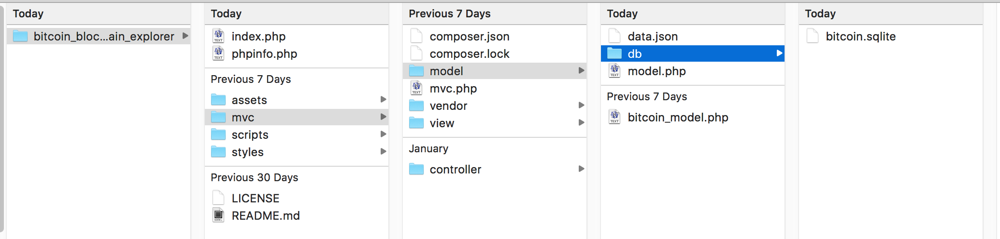 Today
bitcoin_bloc...ain_explorer
Today
index.php
phpinfo.php
Previous 7 Days
assets
mvc
scripts
styles
Previous 30 Days
LICENSE
README.md
Previous 7 Days
composer.json
composer.lock
model
mvc.php
vendor
view
January
controller
Today
data.json
db
model.php
Previous 7 Days
bitcoin_model.php
Today
bitcoin.sqlite